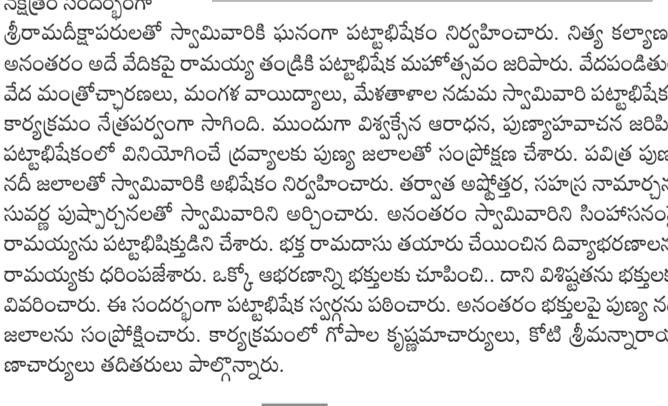 నక్షత్రం సందర్భంగా
శ్రీరామదీక్షాపరులతో స్వామివారికి ఘనంగా పట్టాభిషేకం నిర్వహించారు. నిత్య కల్యాణ
అనంతరం అదే వేదికపై రామయ్య తండ్రికి పట్టాభిషేక మహోత్సవం జరిపారు. వేదపండితు
వేద మంత్రోచ్ఛారణలు, మంగళ వాయిద్యాలు, మేళతాళాల నడుమ స్వామివారి పట్టాభిషేక
కార్యక్రమం నేత్రపర్వంగా సాగింది. ముందుగా విశ్వక్సేన ఆరాధన, పుణ్యాహవాచన జరిపి
పట్టాభిషేకంలో వినియోగించే ద్రవ్యాలకు పుణ్య జలాలతో సంప్రోక్షణ చేశారు. పవిత్ర పుణ
నదీ జలాలతో స్వామివారికి అభిషేకం నిర్వహించారు. తర్వాత అష్టోత్తర, సహస్ర నామార్చన
సువర్ణ పుష్పార్చనలతో స్వామివారిని అర్చించారు. అనంతరం స్వామివారిని సింహాసనం
రామయ్యను పట్టాభిషిక్తుడిని చేశారు. భక్త రామదాసు తయారు చేయించిన దివ్యాభరణాలన
రామయ్యకు ధరింపజేశారు. ఒక్కో ఆభరణాన్ని భక్తులకు చూపించి.. దాని విశిష్టతను భక్తులక
వివరించారు. ఈ సందర్భంగా పట్టాభిషేక స్వర్గను పఠించారు. అనంతరం భక్తులపై పుణ్య న
జలాలను సంప్రోక్షించారు. కార్యక్రమంలో గోపాల కృష్ణమాచార్యులు, కోటి శ్రీమన్నారాయ
ణాచార్యులు తదితరులు పాల్గొన్నారు.